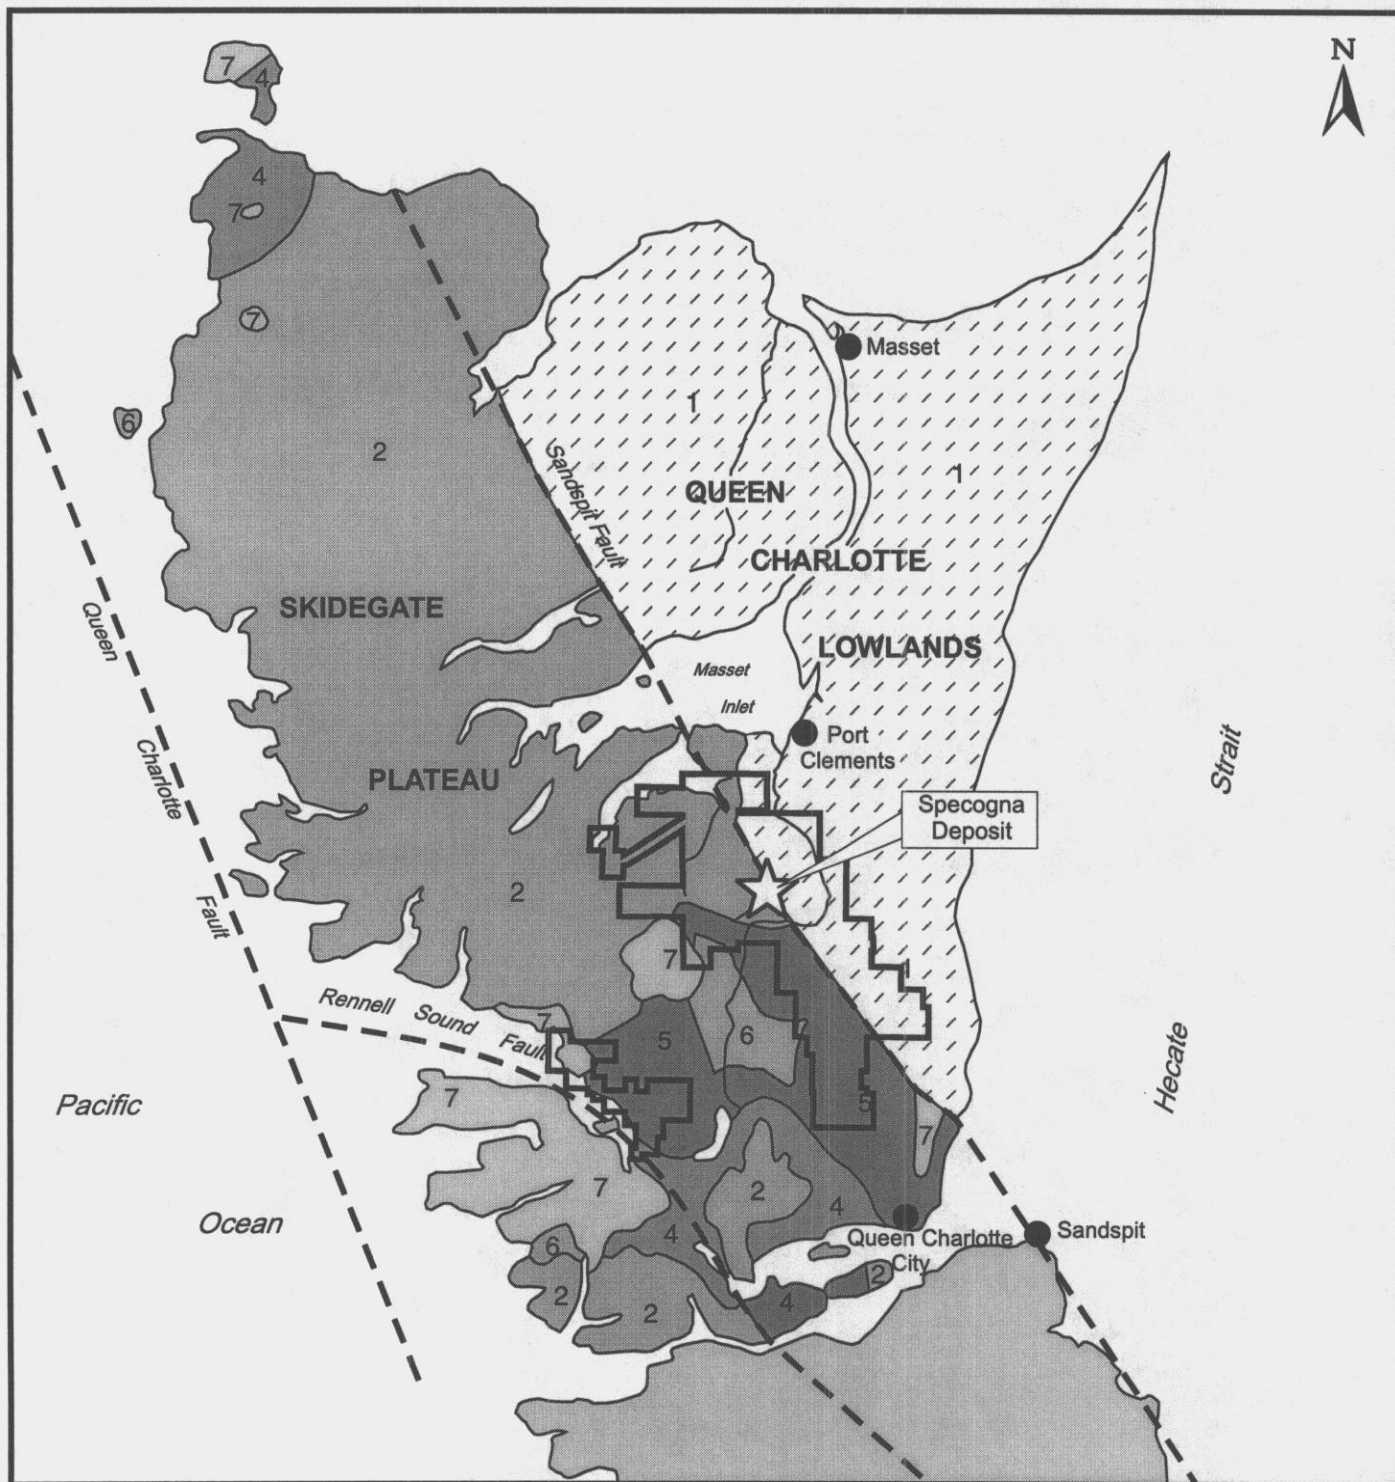 N
7
4
4
7
7
6
Masset
1
1
2
Sandspit Fault
QUEEN
CHARLOTTE
SKIDEGATE
Queen
LOWLANDS
Masset
Inlet
Port
Clements
Strait
Charlotte
PLATEAU
Specogna
Deposit
2
Fault
7
1
Rennell Sound
Fault
7
5
6
7
Hecate
Pacific
7
5
7
7
2
4
Ocean
4
Queen Charlotte
City
Sandspit
6
2
2
2
4